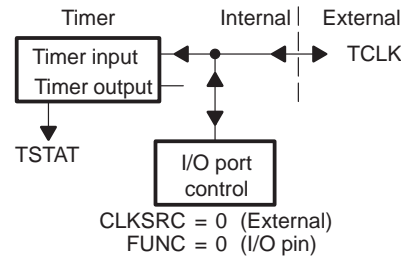 Timer Internal External
Timer input TCLK
Timer output
TSTAT
I/O port
control
CLKSRC = 0 (External)
FUNC = 0 (I/O pin)